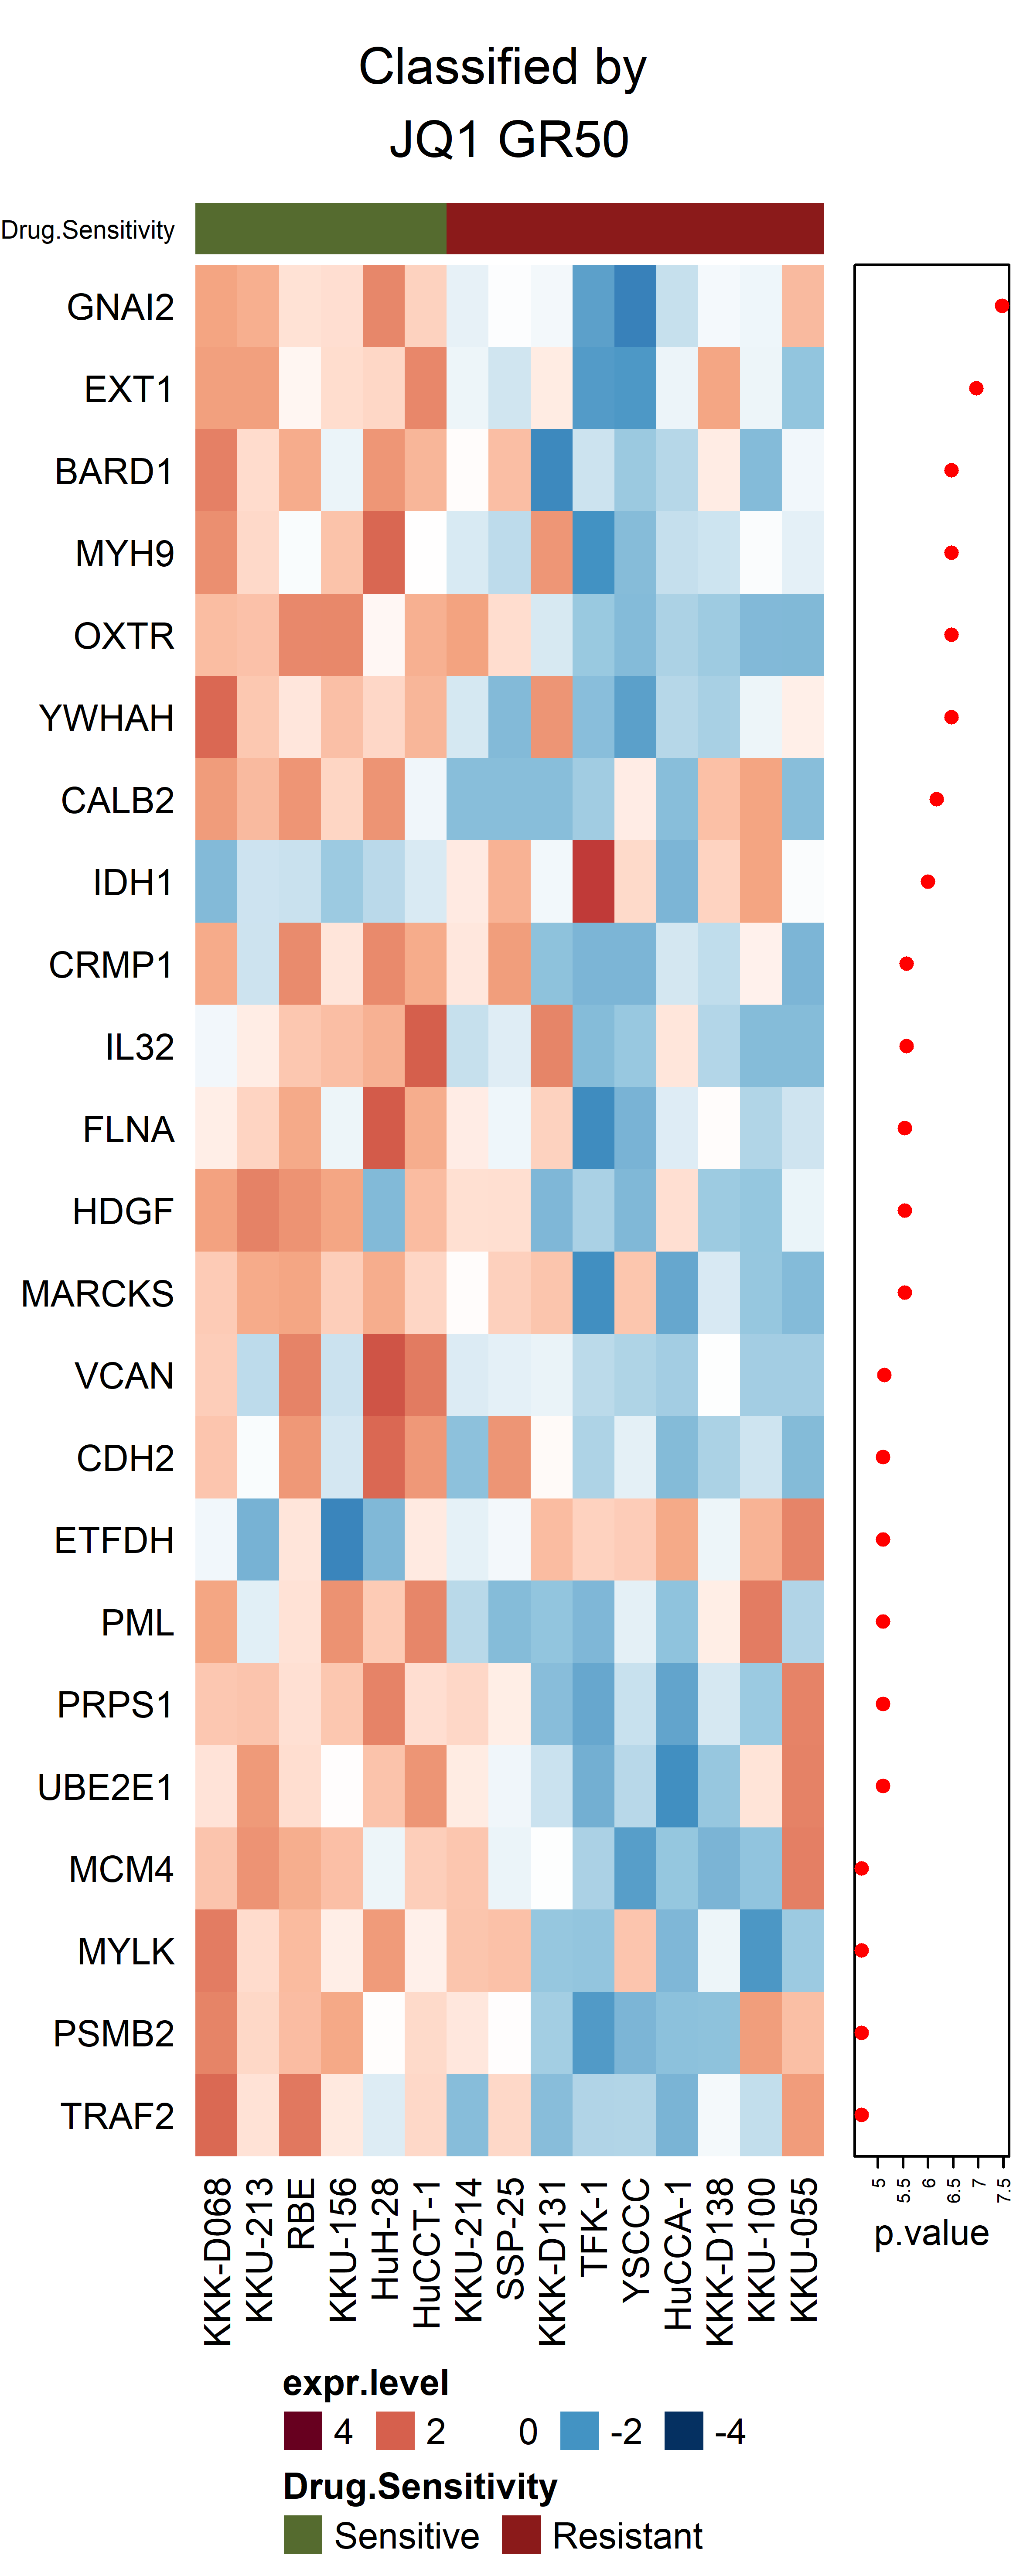 Classified by
JQ1 GR50
Drug.Sensitivity
GNAI2
EXT1
BARD1
MYH9
OXTR
YWHAH
CALB2
IDH1
CRMP1
IL32
FLNA
HDGF
MARCKS
VCAN
CDH2
ETFDH
PML
PRPS1
UBE2E1
MCM4
MYLK
PSMB2
TRAF2
KKK-D068
KKU-213
RBE
KKU-156
HuH-28
HuCCT-1
KKU-214
SSP-25
KKK-D131
TFK-1
YSCCC
HuCCA-1
KKK-D138
KKU-100
KKU-055
5
5.5
6
6.5
7
7.5
p.value
expr.level
4 2 0 -2 -4
Drug.Sensitivity
Sensitive Resistant